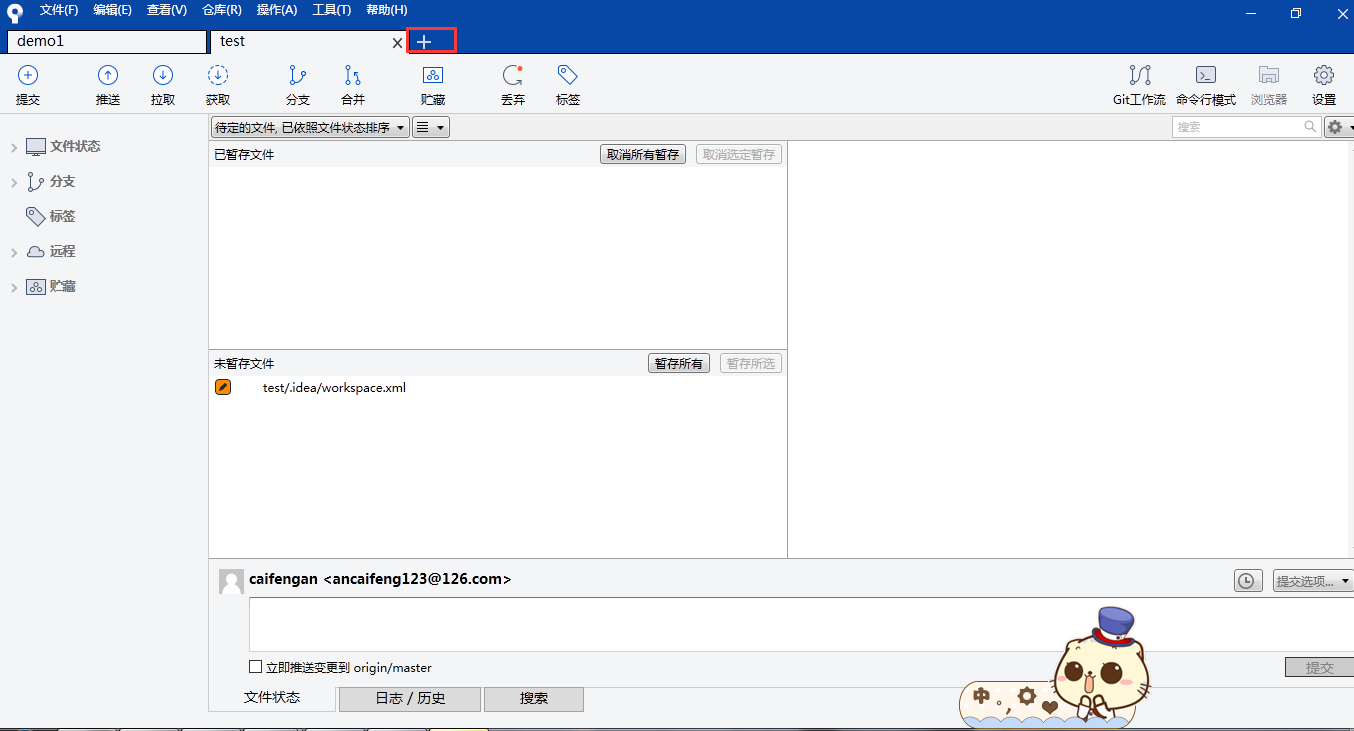 文件(F) 编辑(E) 查看(V) 仓库(R) 操作(A) 工具(T) 帮助(H)
demo1 test
提交 推送 拉取 获取 分支 合并 贮藏 丢弃 标签 Git工作流 命令行模式 浏览器 设置
待定的文件, 已依照文件状态排序 搜索
文件状态
分支
标签
远程
贮藏
已暂存文件 取消所有暂存 取消选定暂存
未暂存文件 暂存所有 暂存所选
test/.idea/workspace.xml
caifengan <ancaifeng123@126.com> 提交选项...
立即推送变更到 origin/master 提交
文件状态 日志 / 历史 搜索
中